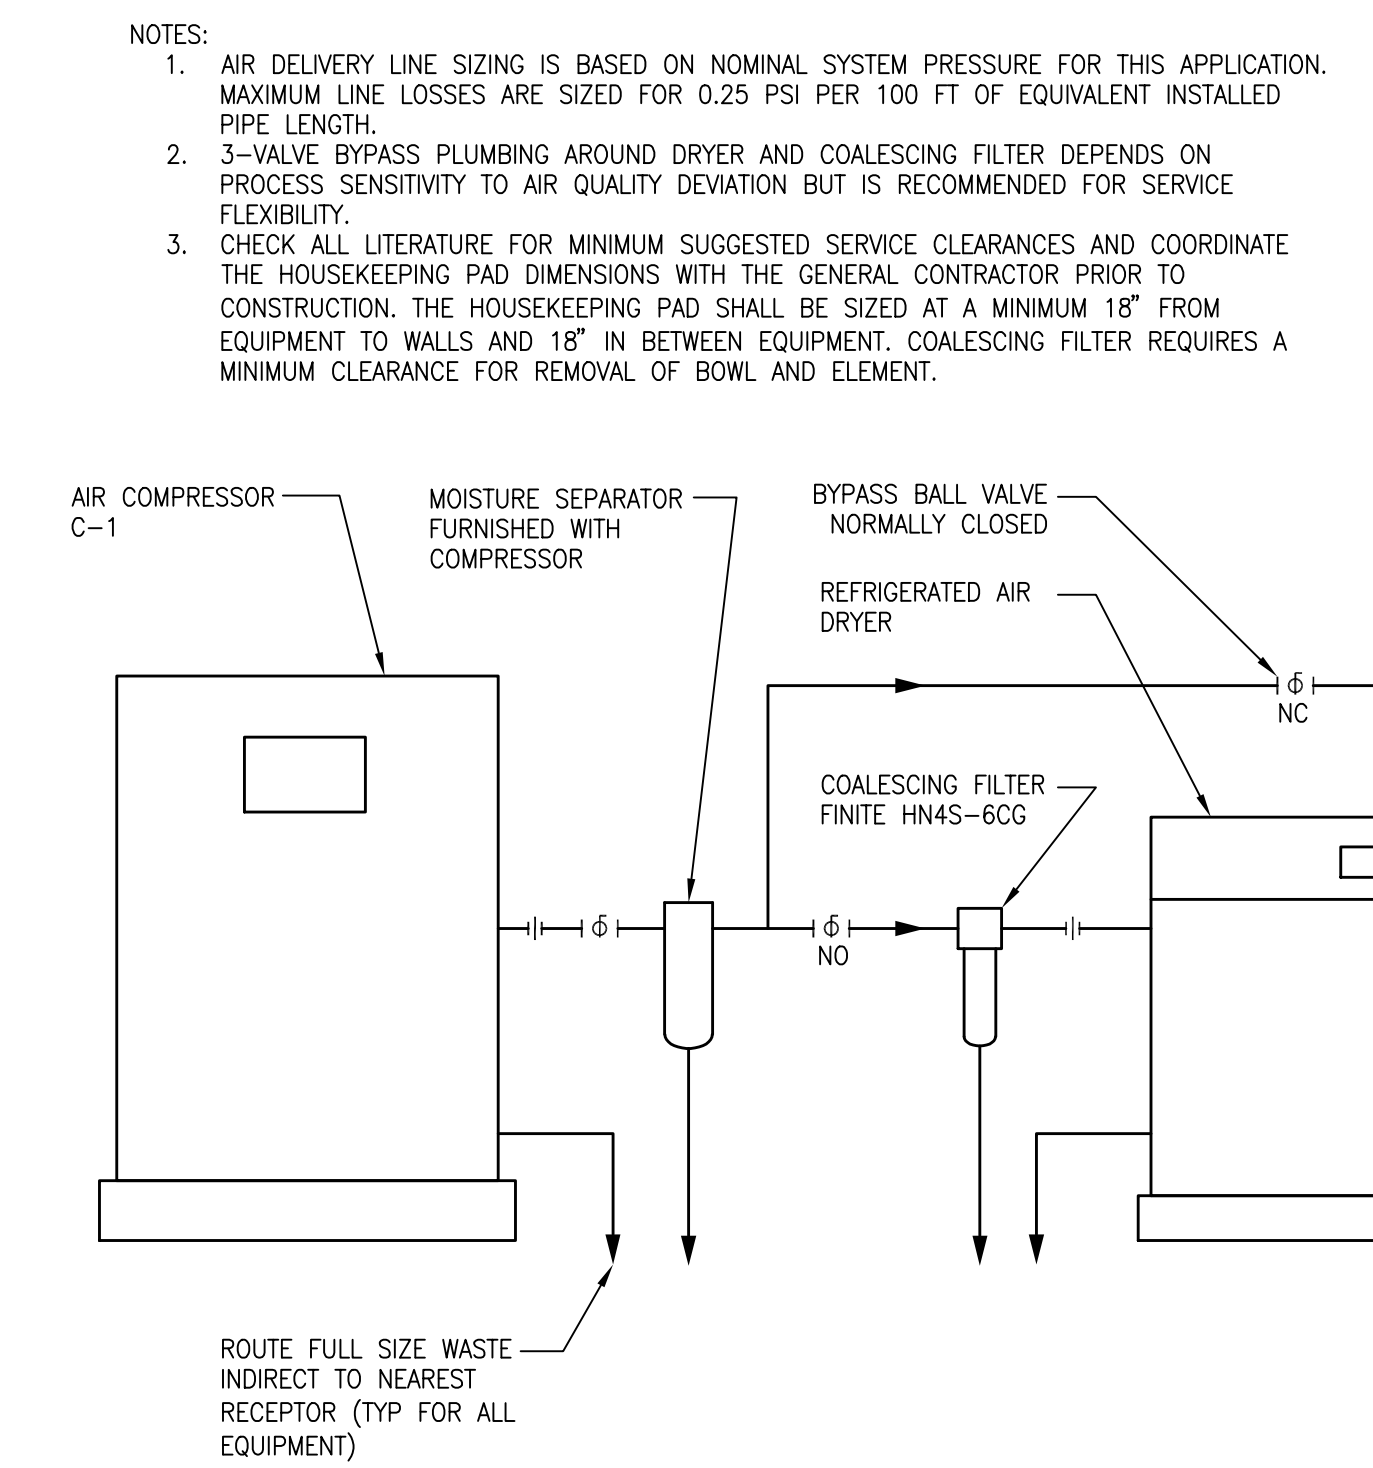 NOTES:
1. AIR DELIVERY LINE SIZING IS BASED ON NOMINAL SYSTEM PRESSURE FOR THIS APPLICATION.
MAXIMUM LINE LOSSES ARE SIZED FOR 0.25 PSI PER 100 FT OF EQUIVALENT INSTALLED
PIPE LENGTH.
2. 3-VALVE BYPASS PLUMBING AROUND DRYER AND COALESCING FILTER DEPENDS ON
PROCESS SENSITIVITY TO AIR QUALITY DEVIATION BUT IS RECOMMENDED FOR SERVICE
FLEXIBILITY.
3. CHECK ALL LITERATURE FOR MINIMUM SUGGESTED SERVICE CLEARANCES AND COORDINATE
THE HOUSEKEEPING PAD DIMENSIONS WITH THE GENERAL CONTRACTOR PRIOR TO
CONSTRUCTION. THE HOUSEKEEPING PAD SHALL BE SIZED AT A MINIMUM 18" FROM
EQUIPMENT TO WALLS AND 18" IN BETWEEN EQUIPMENT. COALESCING FILTER REQUIRES A
MINIMUM CLEARANCE FOR REMOVAL OF BOWL AND ELEMENT.
AIR COMPRESSOR
C-1
MOISTURE SEPARATOR
FURNISHED WITH
COMPRESSOR
BYPASS BALL VALVE
NORMALLY CLOSED
REFRIGERATED AIR
DRYER
NC
COALESCING FILTER
FINITE HN4S-6CG
NO
ROUTE FULL SIZE WASTE
INDIRECT TO NEAREST
RECEPTOR (TYP FOR ALL
EQUIPMENT)